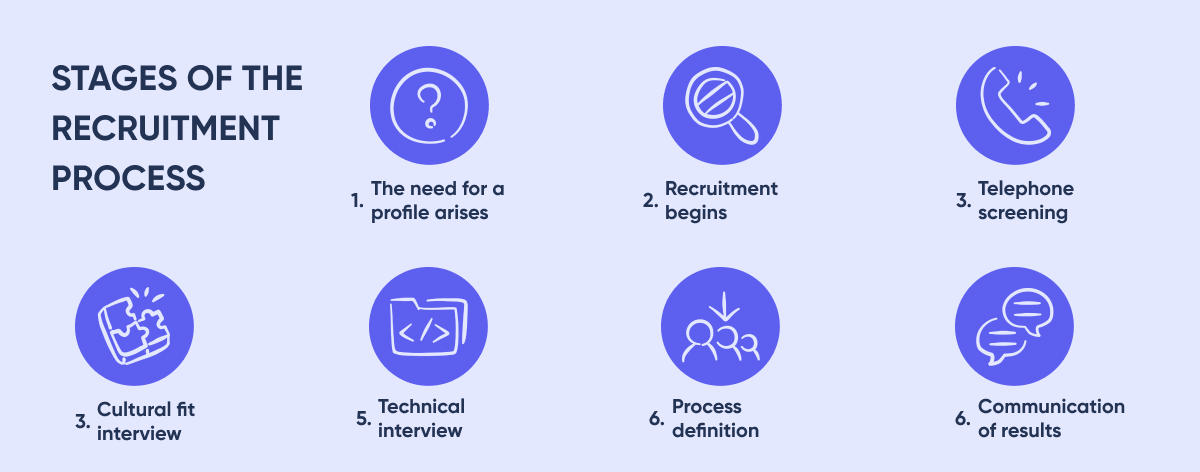 STAGES OF THE
RECRUITMENT
PROCESS
1. The need for a
profile arises
2. Recruitment
begins
3. Telephone
screening
3. Cultural fit
interview
5. Technical
interview
6. Process
definition
6. Communication
of results